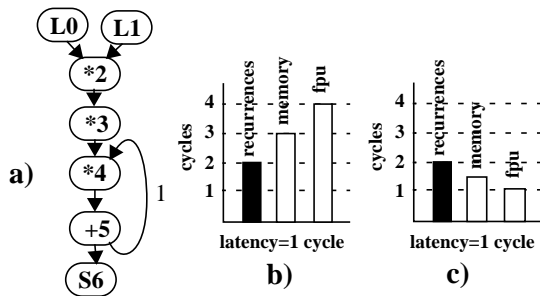 L0
L1
*2
*3
*4
+5
S6
1
a)
4
3
2
1
cycles
recurrences
memory
fpu
latency=1 cycle
b)
4
3
2
1
cycles
recurrences
memory
fpu
latency=1 cycle
c)